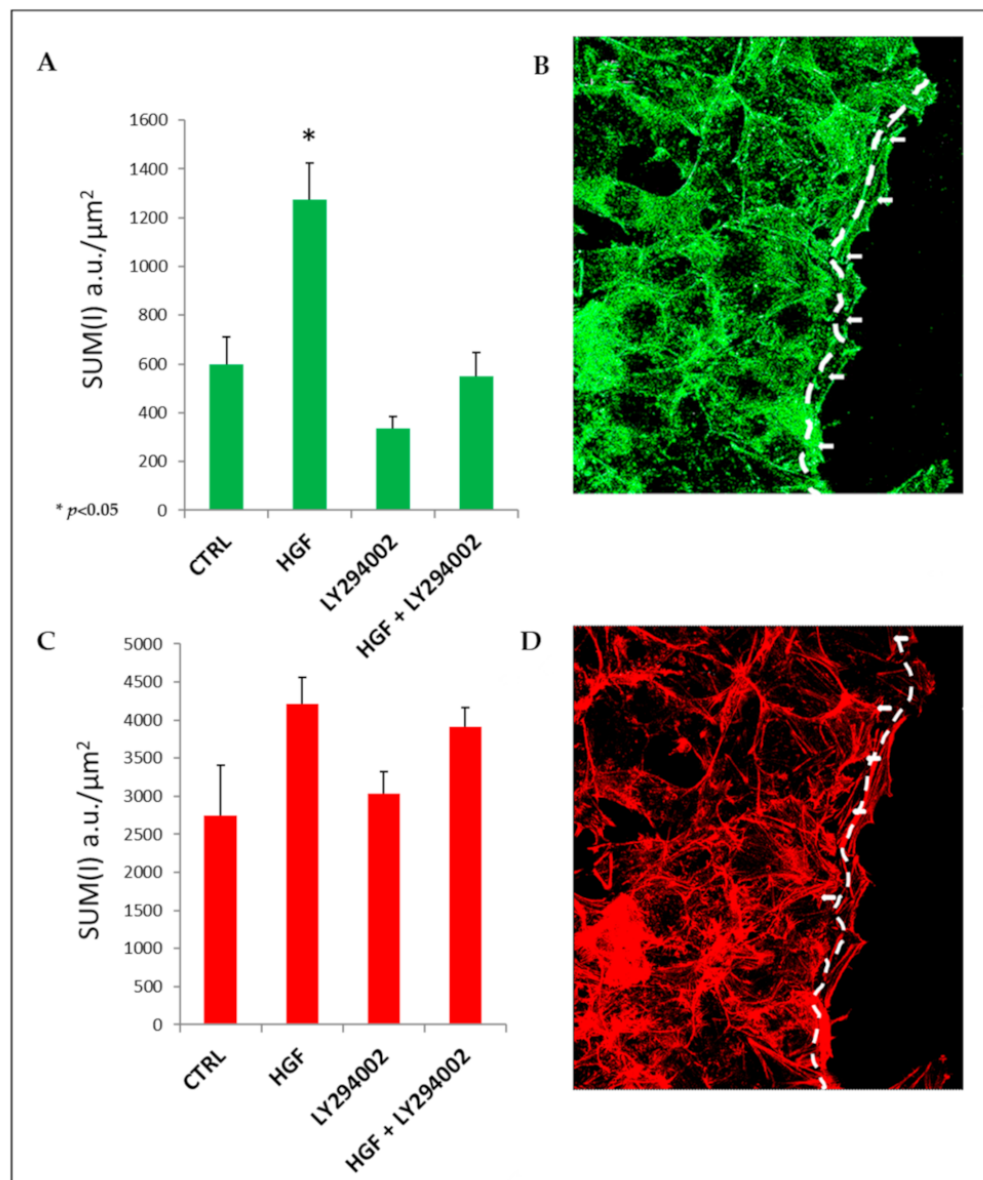 A
B
1600
1400
1200
1000
800
600
400
200
0
SUM(I) a.u./µm²
*
* p<0.05
CTRL
HGF
LY294002
HGF + LY294002
C
D
5000
4500
4000
3500
3000
2500
2000
1500
1000
500
0
SUM(I) a.u./µm²
CTRL
HGF
LY294002
HGF + LY294002